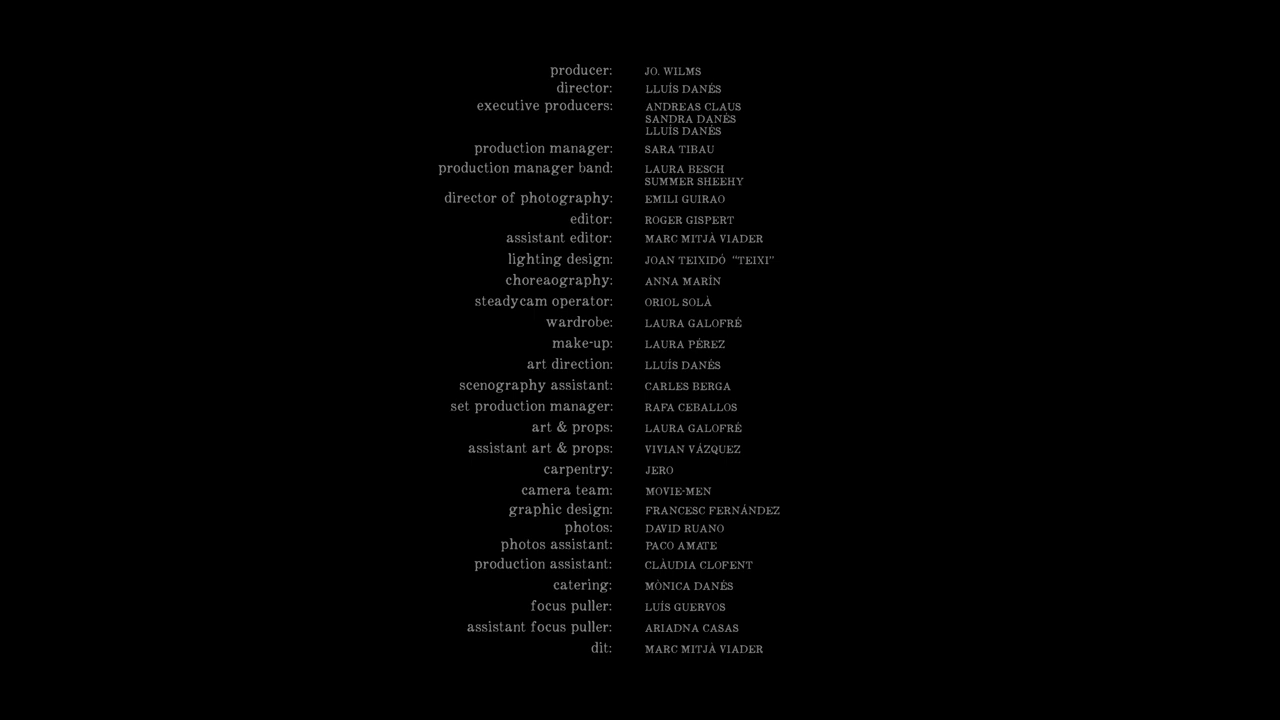 producer: JO. WILMS
director: LLUÍS DANÉS
executive producers: ANDREAS CLAUS
SANDRA DANÉS
LLUÍS DANÉS
production manager: SARA TIBAU
production manager band: LAURA BESCH
SUMMER SHEEHY
director of photography: EMILI GUIRAO
editor: ROGER GISPERT
assistant editor: MARC MITJÀ VIADER
lighting design: JOAN TEIXIDÓ "TEIXI"
choreaography: ANNA MARÍN
steadycam operator: ORIOL SOLÀ
wardrobe: LAURA GALOFRÉ
make-up: LAURA PÉREZ
art direction: LLUÍS DANÉS
scenography assistant: CARLES BERGA
set production manager: RAFA CEBALLOS
art & props: LAURA GALOFRÉ
assistant art & props: VIVIAN VÁZQUEZ
carpentry: JERO
camera team: MOVIE-MEN
graphic design: FRANCESC FERNÁNDEZ
photos: DAVID RUANO
photos assistant: PACO AMATE
production assistant: CLÀUDIA CLOFENT
catering: MÒNICA DANÉS
focus puller: LUÍS GUERVOS
assistant focus puller: ARIADNA CASAS
dit: MARC MITJÀ VIADER